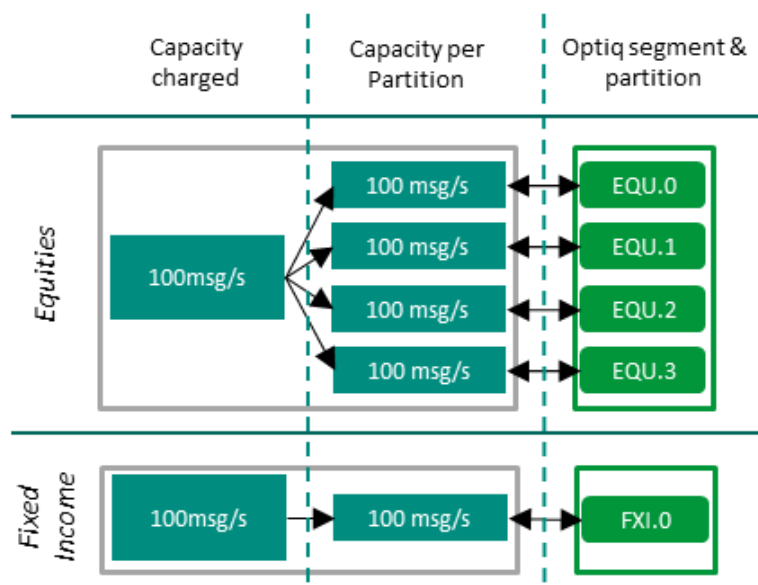 Capacity
charged
Capacity per
Partition
Optiq segment &
partition
Equities
100msg/s
100 msg/s
EQU.0
100 msg/s
EQU.1
100 msg/s
EQU.2
100 msg/s
EQU.3
Fixed
Income
100msg/s
100 msg/s
FXI.0